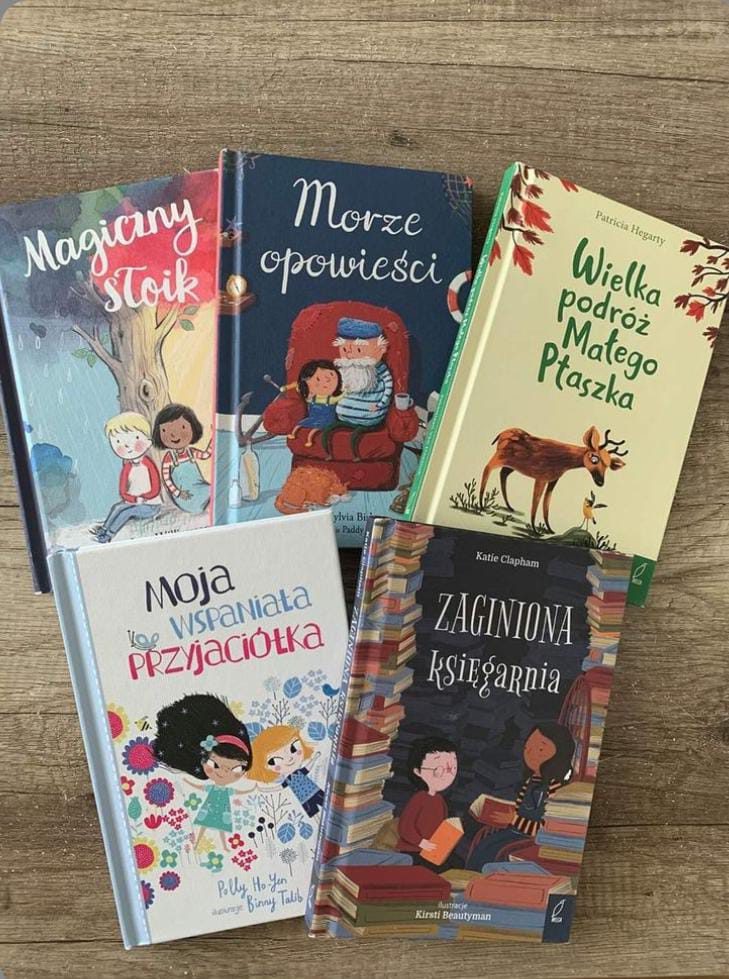 Magiczny
słoik
Morze
opowieści
Patricia Hegarty
Wielka
podróż
Małego
Ptaszka
Moja
wspaniała
przyjaciółka
Polly Ho-Yen
ilustracje Binny Talib
Katie Clapham
ZAGINIONA
KSIĘGARNIA
ilustracje
Kirsti Beautyman